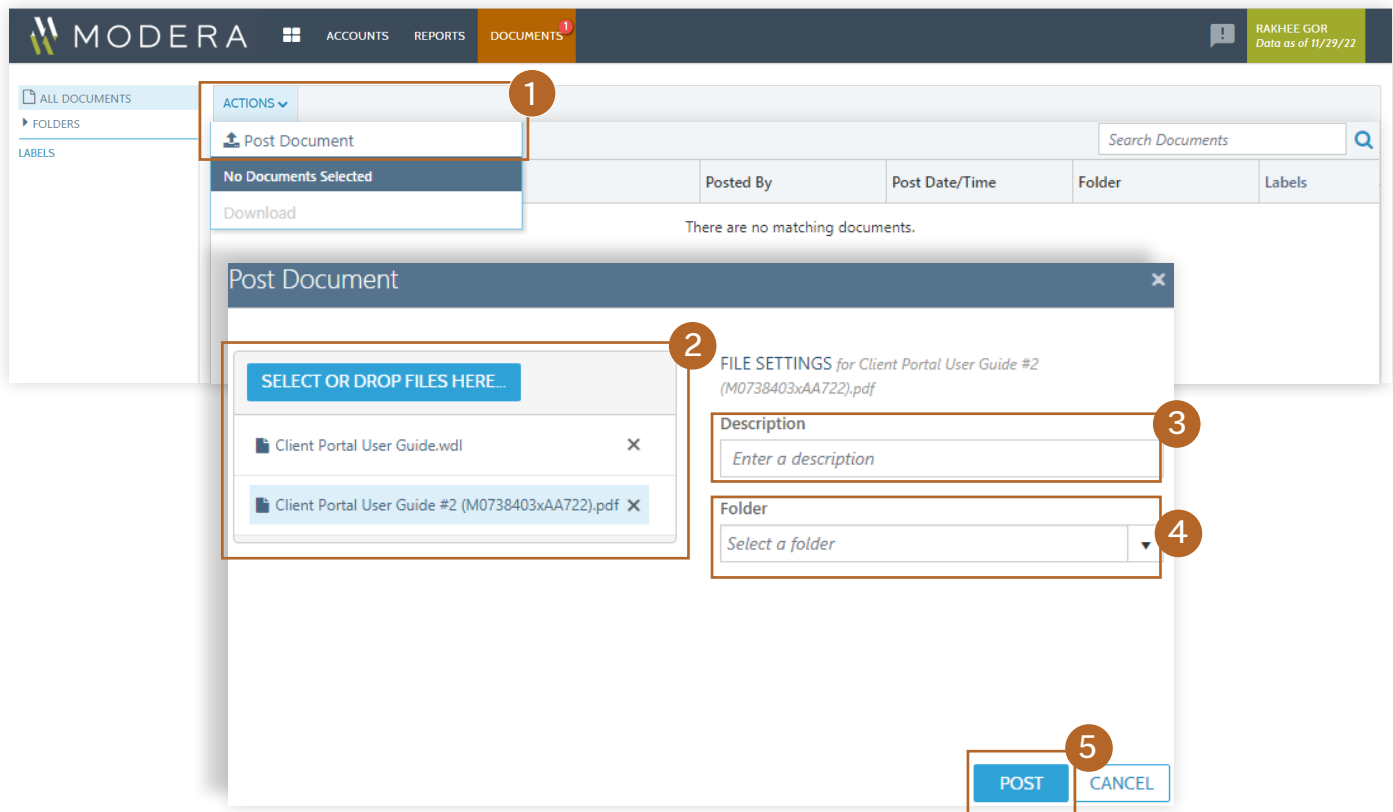 MODERA
ACCOUNTS
REPORTS
DOCUMENTS
1
RAKHEE GOR
Data as of 11/29/22
ALL DOCUMENTS
FOLDERS
LABELS
ACTIONS
1
Post Document
Search Documents
No Documents Selected
Download
Posted By
Post Date/Time
Folder
Labels
There are no matching documents.
Post Document
2
SELECT OR DROP FILES HERE...
Client Portal User Guide.wdl
Client Portal User Guide #2 (M0738403xAA722).pdf
FILE SETTINGS for Client Portal User Guide #2
(M0738403xAA722).pdf
Description
3
Enter a description
Folder
4
Select a folder
5
POST
CANCEL